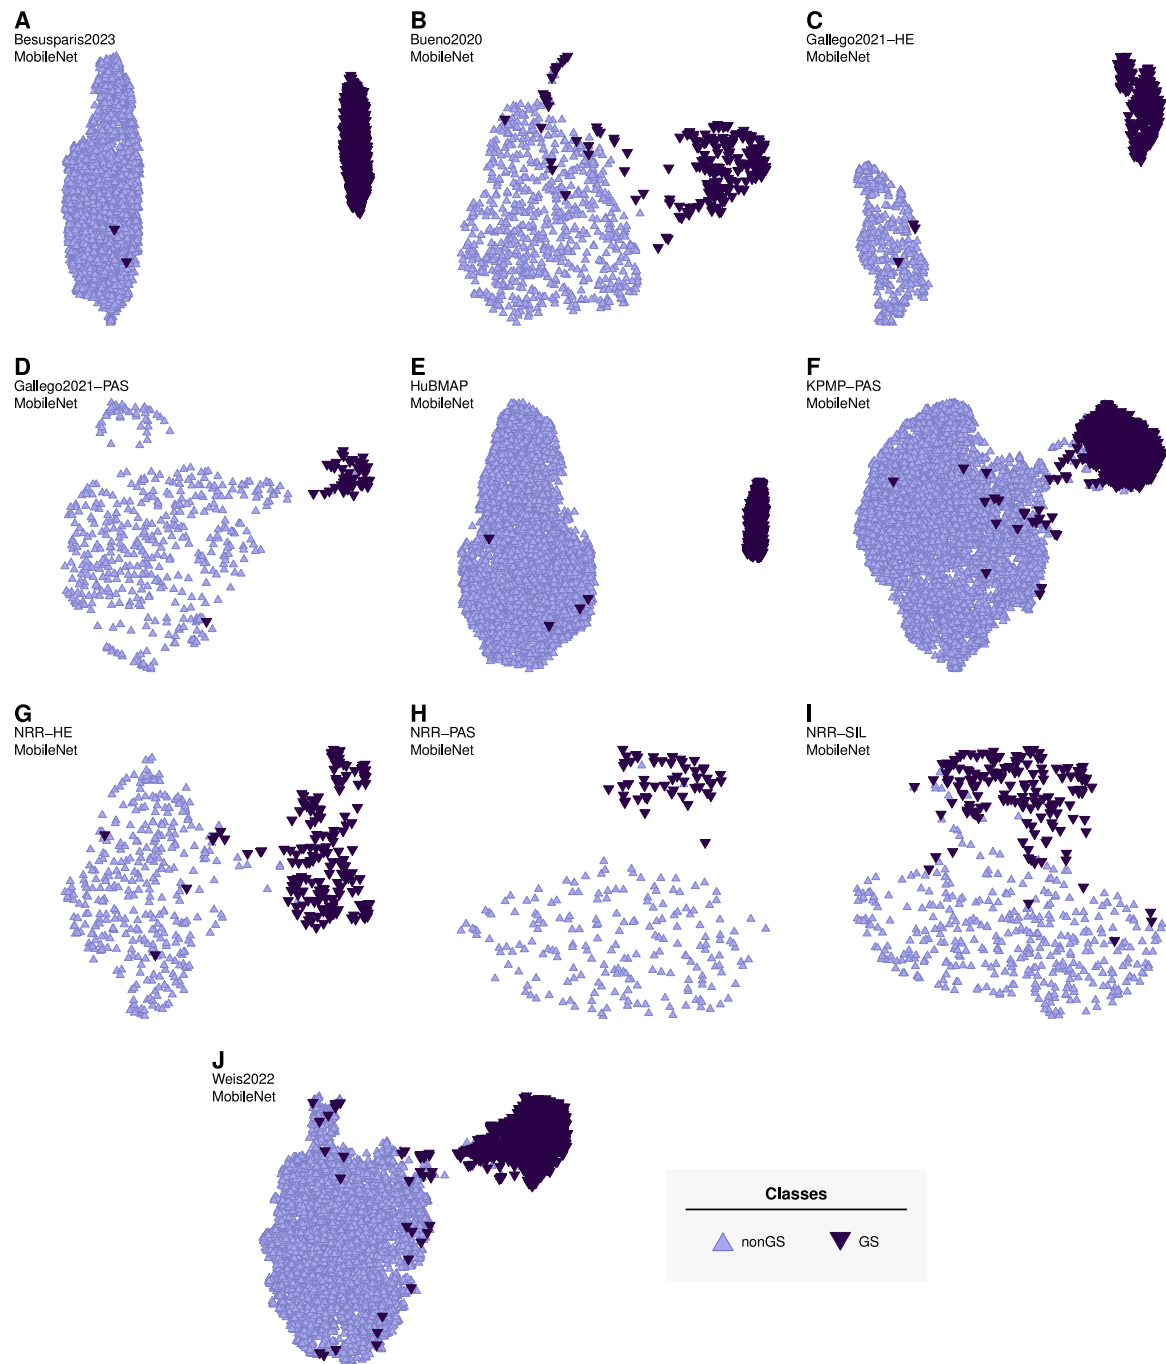 A
Besusparis2023
MobileNet
B
Bueno2020
MobileNet
C
Gallego2021–HE
MobileNet
D
Gallego2021–PAS
MobileNet
E
HuBMAP
MobileNet
F
KPMP–PAS
MobileNet
G
NRR–HE
MobileNet
H
NRR–PAS
MobileNet
I
NRR–SIL
MobileNet
J
Weis2022
MobileNet
Classes
nonGS
GS